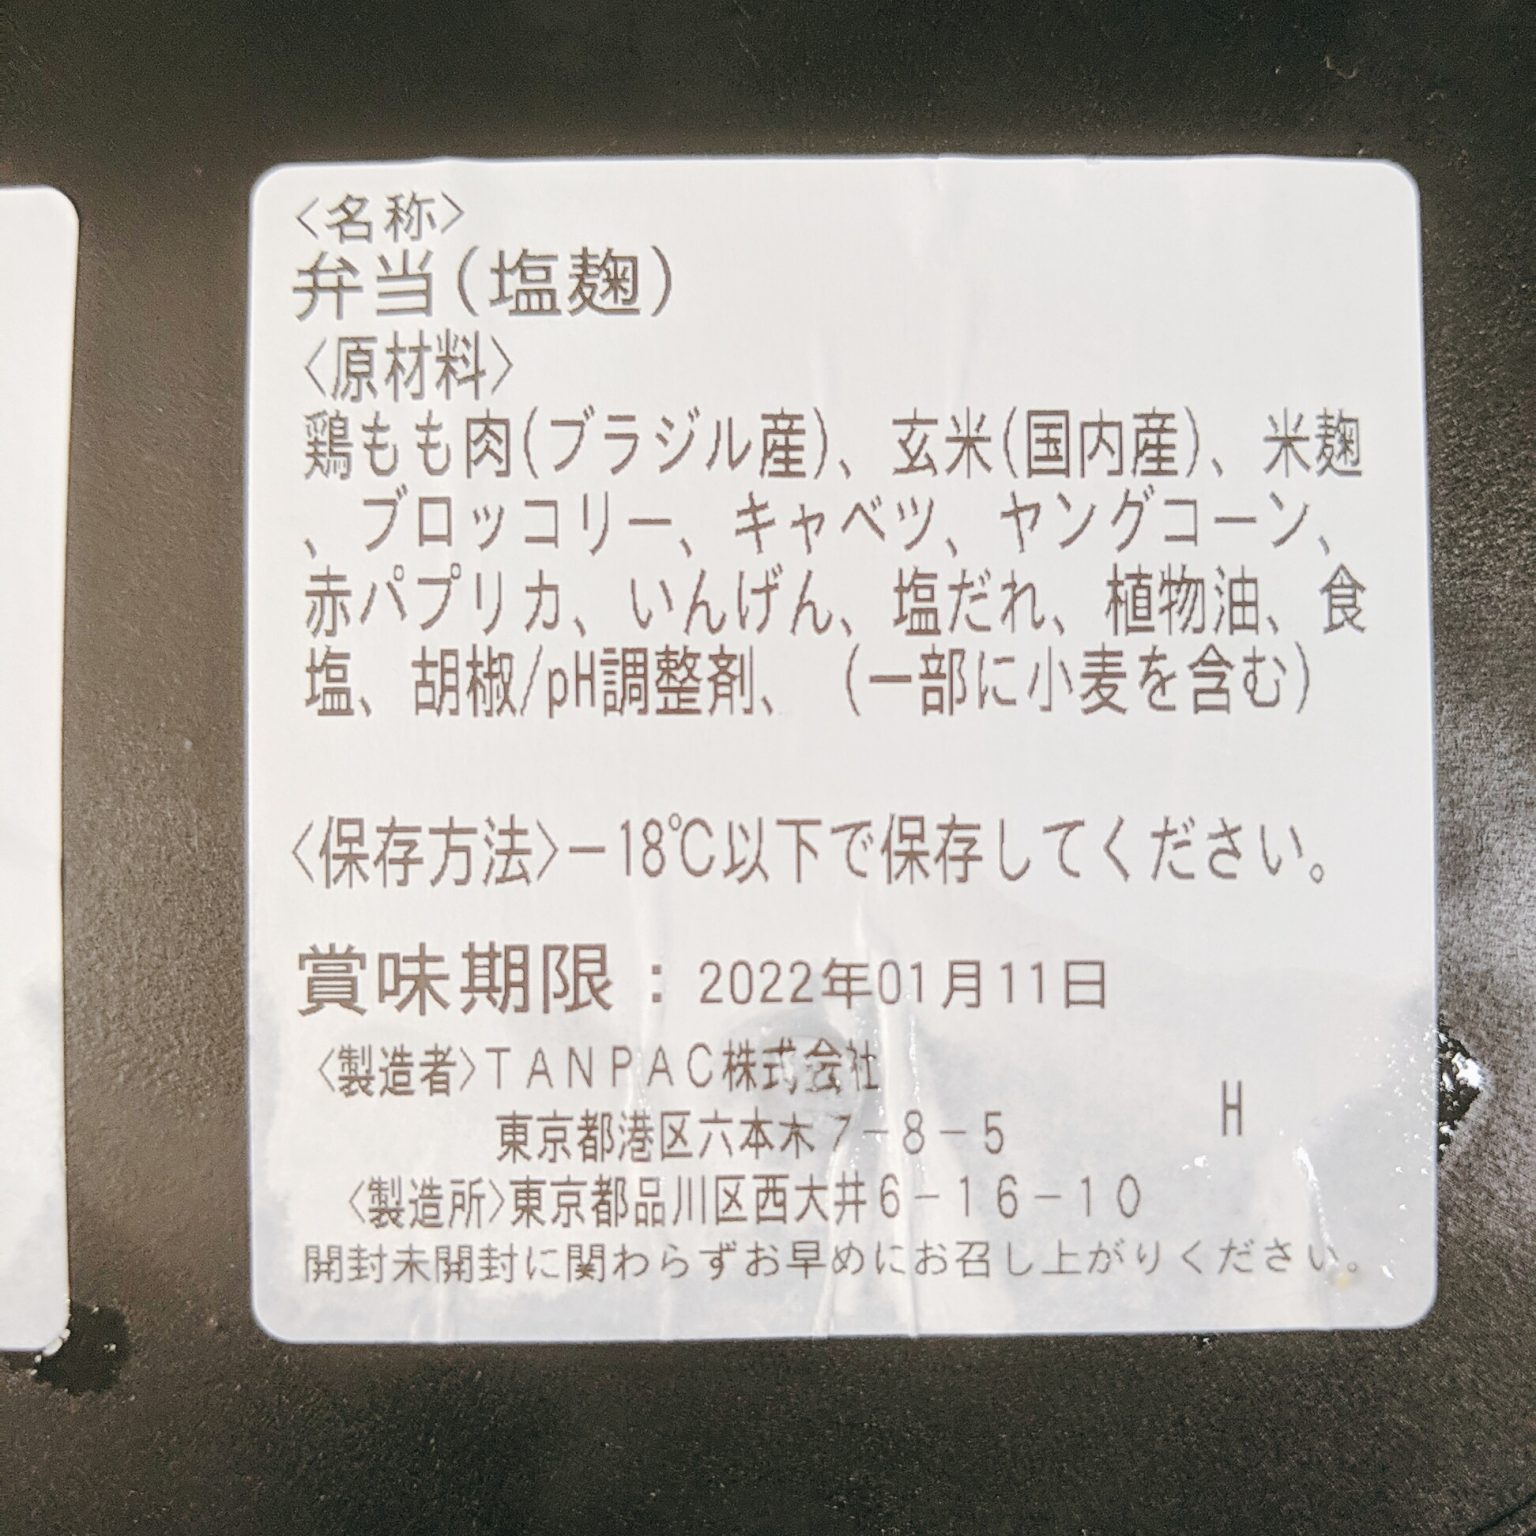 〈名称〉
弁当(塩麹)
〈原材料〉
鶏もも肉(ブラジル産)、玄米(国内産)、米麹
、ブロッコリー、キャベツ、ヤングコーン、
赤パプリカ、いんげん、塩だれ、植物油、食
塩、胡椒/pH調整剤、(一部に小麦を含む)
〈保存方法〉−18℃以下で保存してください。
賞味期限：2022年01月11日
〈製造者〉ＴＡＮＰＡＣ株式会社
東京都港区六本木７−８−５
H
〈製造所〉東京都品川区西大井６−１６−１０
開封未開封に関わらずお早めにお召し上がりください。